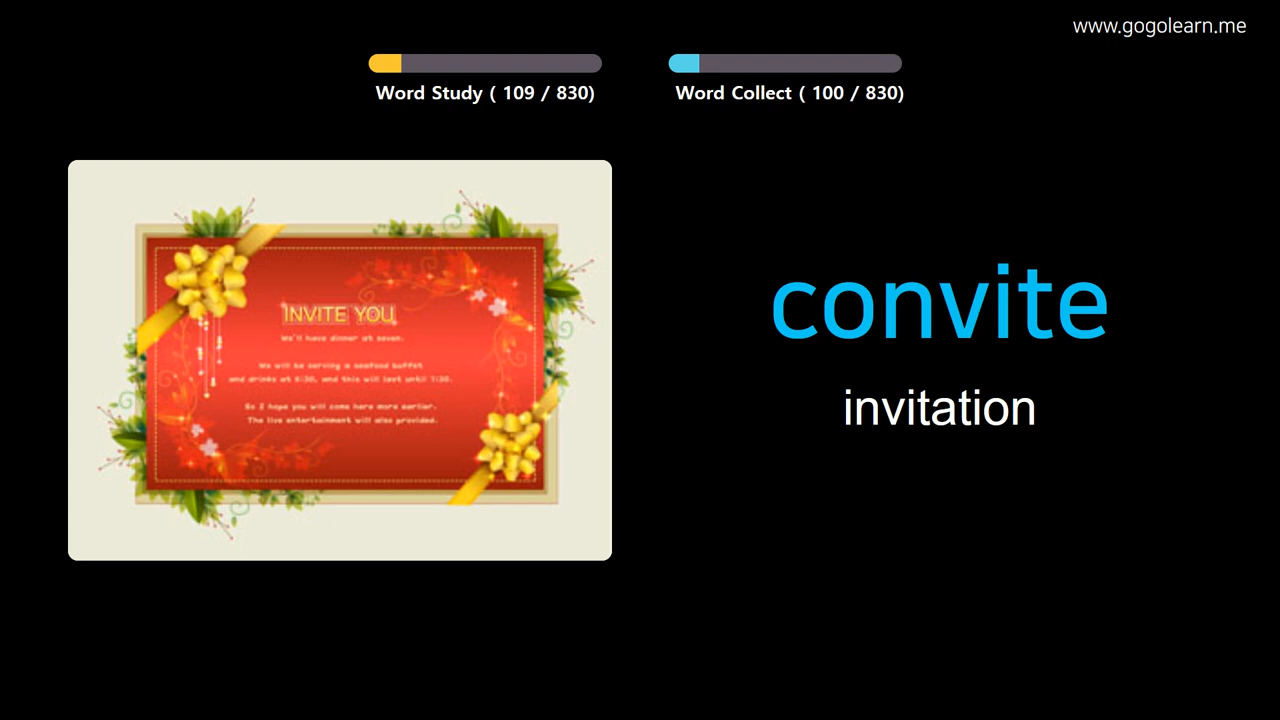 www.gogolearn.me
Word Study ( 109 / 830)
Word Collect ( 100 / 830)
INVITE YOU
We'll have dinner at seven.
We will be serving a seafood buffet
and drinks at 6:30, and this will last until 1:30.
So I hope you will come here more earlier.
The live entertainment will also provided.
convite
invitation